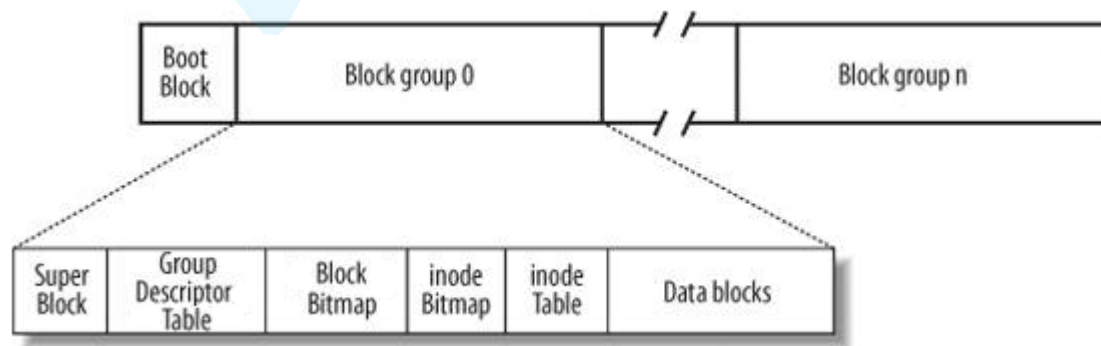 Boot
Block
Block group 0
Block group n
Super
Block
Group
Descriptor
Table
Block
Bitmap
inode
Bitmap
inode
Table
Data blocks